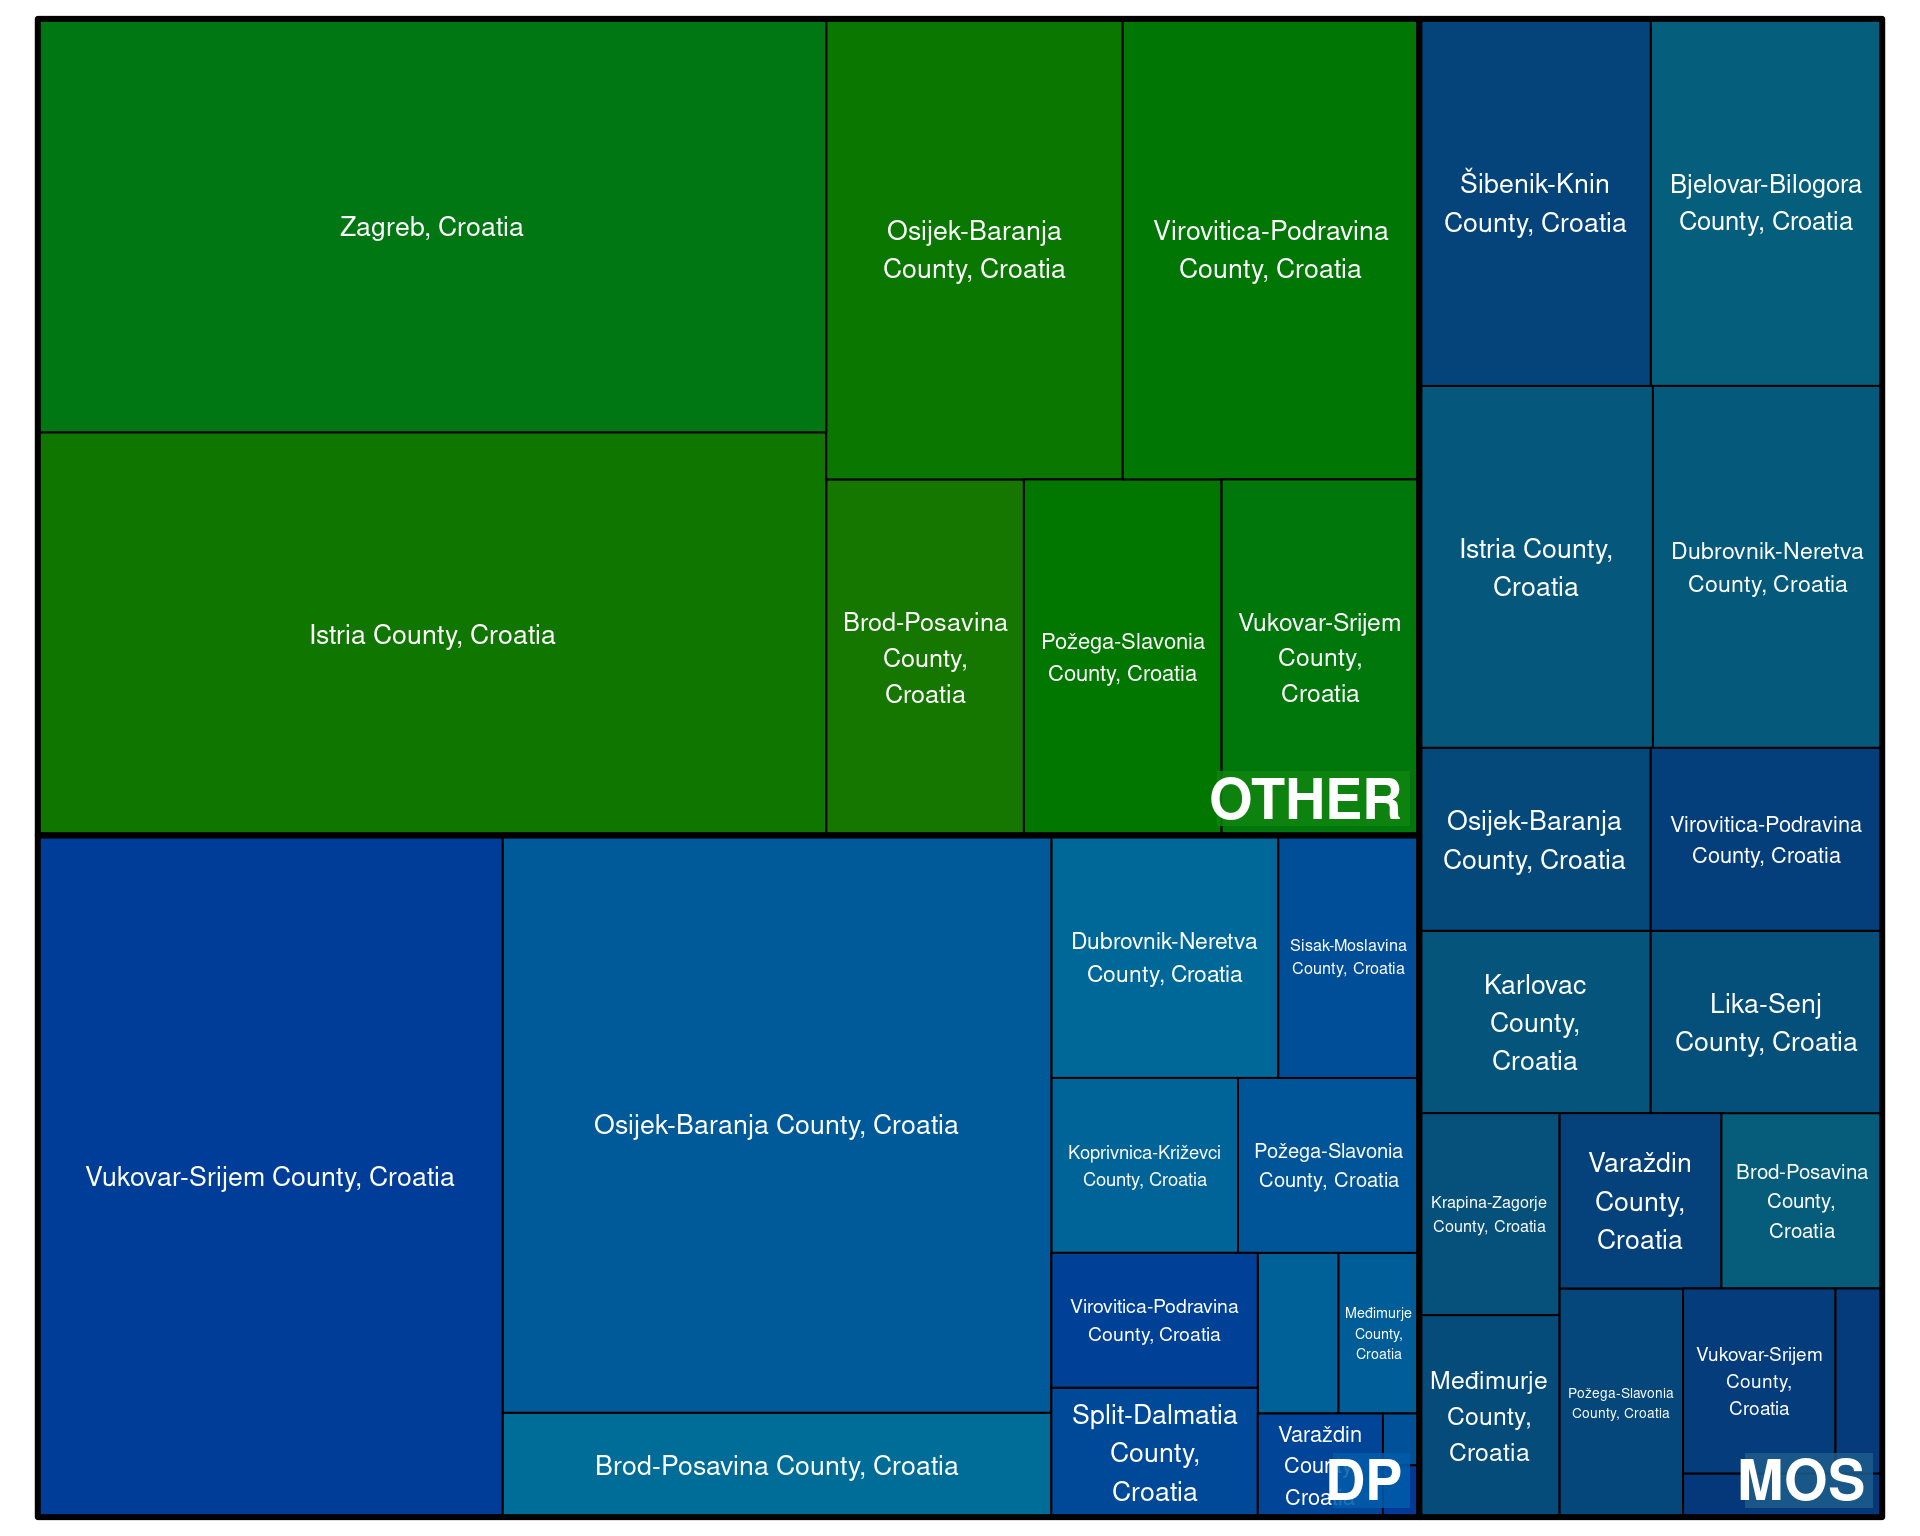 Zagreb, Croatia
Istria County, Croatia
Osijek-Baranja
County, Croatia
Virovitica-Podravina
County, Croatia
Brod-Posavina
County,
Croatia
Požega-Slavonia
County, Croatia
Vukovar-Srijem
County,
Croatia
OTHER
Vukovar-Srijem County, Croatia
Osijek-Baranja County, Croatia
Brod-Posavina County, Croatia
Dubrovnik-Neretva
County, Croatia
Sisak-Moslavina
County, Croatia
Koprivnica-Križevci
County, Croatia
Požega-Slavonia
County, Croatia
Virovitica-Podravina
County, Croatia
Međimurje
County,
Croatia
Split-Dalmatia
County,
Croatia
Varaždin
County,
Croatia
DP
Šibenik-Knin
County, Croatia
Bjelovar-Bilogora
County, Croatia
Istria County,
Croatia
Dubrovnik-Neretva
County, Croatia
Osijek-Baranja
County, Croatia
Virovitica-Podravina
County, Croatia
Karlovac
County,
Croatia
Lika-Senj
County, Croatia
Krapina-Zagorje
County, Croatia
Varaždin
County,
Croatia
Brod-Posavina
County,
Croatia
Međimurje
County,
Croatia
Požega-Slavonia
County, Croatia
Vukovar-Srijem
County,
Croatia
MOS